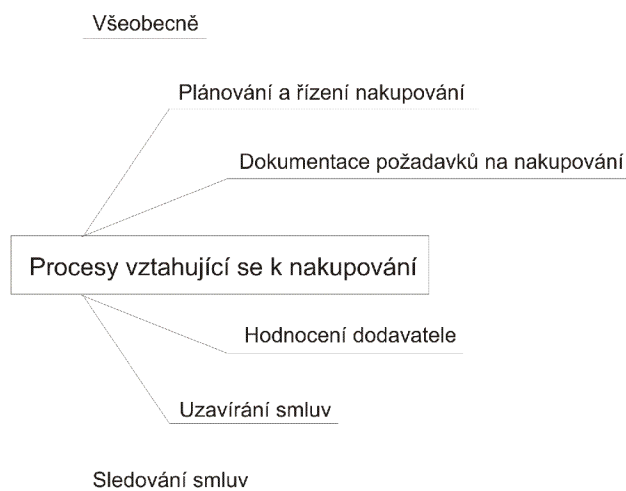 Všeobecně
Plánování a řízení nakupování
Dokumentace požadavků na nakupování
Procesy vztahující se k nakupování
Hodnocení dodavatele
Uzavírání smluv
Sledování smluv